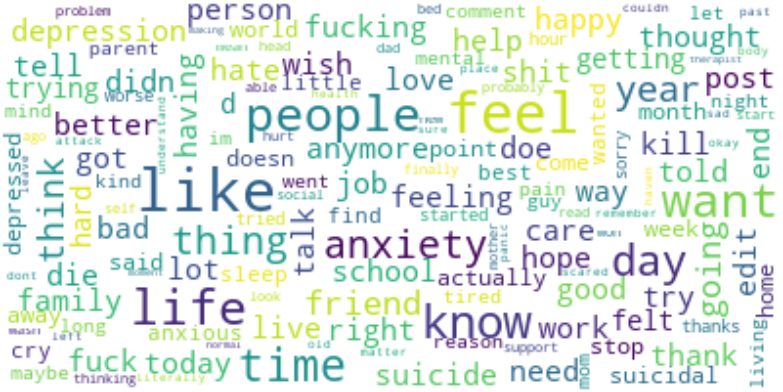 problem
depression
person
world
fucking
bed
comment
happy
let
past
couldn
parent
hour
thought
tell
didn
having
hate
wish
head
dad
mental
help
shit
getting
body
trying
worse
able
little
love
place
probably
year
post
therapist
mind
d
people
feel
wanted
month
sad
start
night
better
im
hurt
health
sure
understand
ago
attack
got
doesn
anymore
point
doe
come
sorry
kill
okay
depressed
leave
think
hard
kind
like
went
social
job
best
finally
pain
guy
way
told
end
self
bad
tried
talk
find
feeling
started
read
remember
haven
want
thing
anxiety
mother
panic
care
week
dont
said
moment
lot
sleep
school
actually
hope
scared
day
going
edit
die
family
life
look
friend
tired
good
try
home
away
long
anxious
live
right
know
work
felt
thanks
left
normal
old
reason
support
stop
living
cry
fuck
today
time
matter
need
mom
thank
maybe
thinking
literally
suicide
suicidal
making